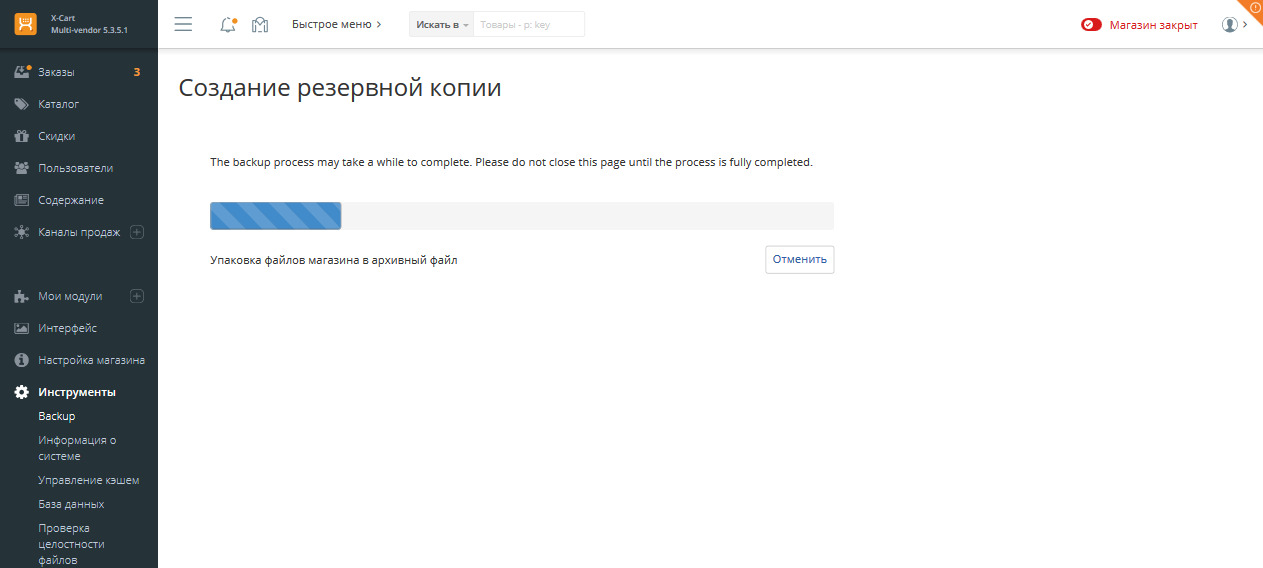 X-Cart
Multi-vendor 5.3.5.1
Быстрое меню
Искать в
Товары - p: key
Магазин закрыт
Заказы 3
Каталог
Скидки
Пользователи
Содержание
Каналы продаж
Мои модули
Интерфейс
Настройка магазина
Инструменты
Backup
Информация о
системе
Управление кэшем
База данных
Проверка
целостности
файлов
Создание резервной копии
The backup process may take a while to complete. Please do not close this page until the process is fully completed.
Упаковка файлов магазина в архивный файл
Отменить